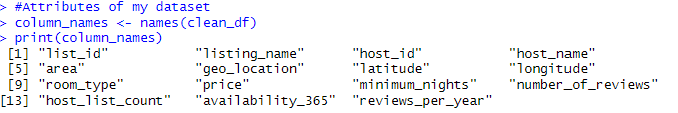 > #Attributes of my dataset
> column_names <- names(clean_df)
> print(column_names)
 [1] "list_id"           "listing_name"      "host_id"           "host_name"
 [5] "area"              "geo_location"      "latitude"          "longitude"
 [9] "room_type"         "price"             "minimum_nights"    "number_of_reviews"
[13] "host_list_count"   "availability_365"  "reviews_per_year"